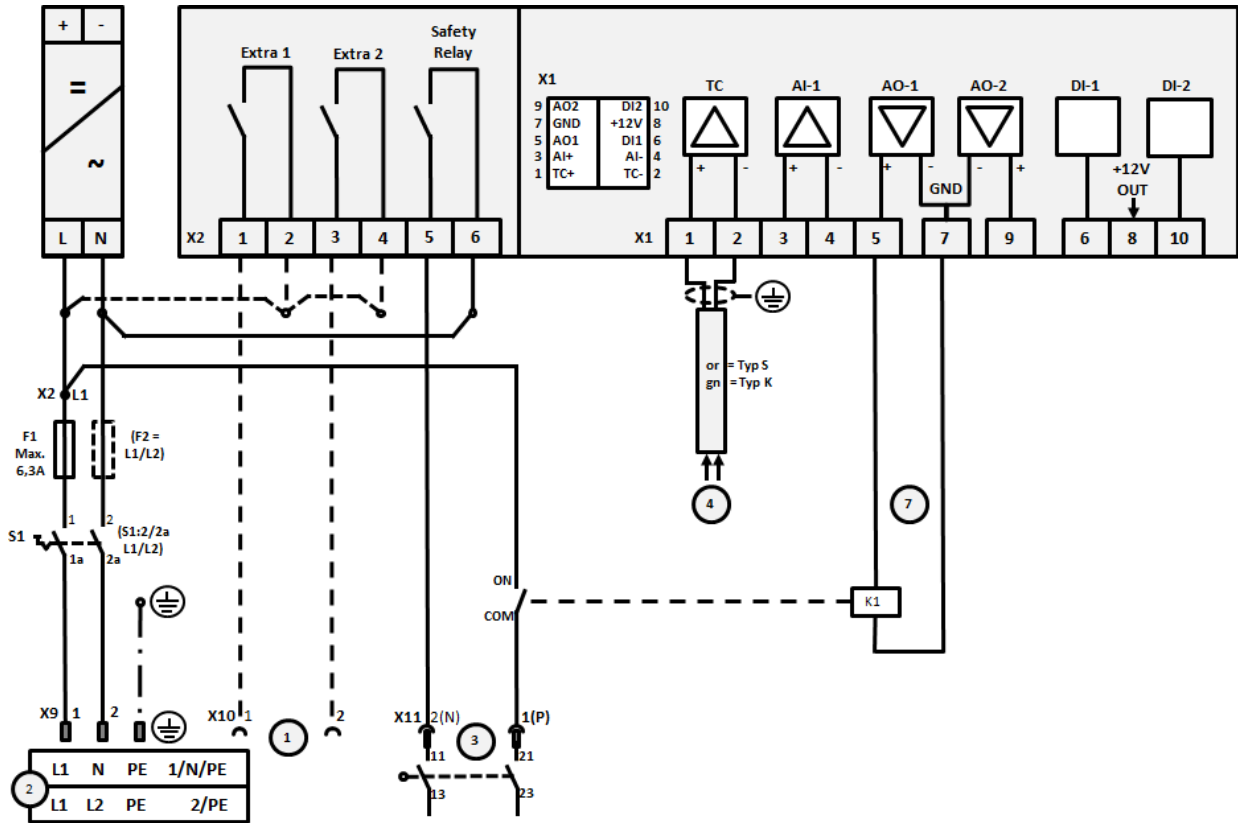 + -
=
~
L N
Extra 1 Extra 2 Safety
Relay
X2 1 2 3 4 5 6
X1
9 AO2 DI2 10
7 GND +12V 8
5 AO1 DI1 6
3 AI+ AI- 4
1 TC+ TC- 2
TC AI-1 AO-1 AO-2 DI-1 DI-2
+ - + - + - - +
GND
+12V
OUT
X1 1 2 3 4 5 7 9 6 8 10
or = Typ S
gn =Typ K
4
7
X2 L1
F1
Max.
6,3A
(F2 =
L1/L2)
1 2
S1
(S1:2/2a
L1/L2)
1a 2a
ON
COM
K1
X9 1 2
X10 1 2
1
X11 2(N) 1(P)
3
11 21
13 23
2
L1 N PE 1/N/PE
L1 L2 PE 2/PE